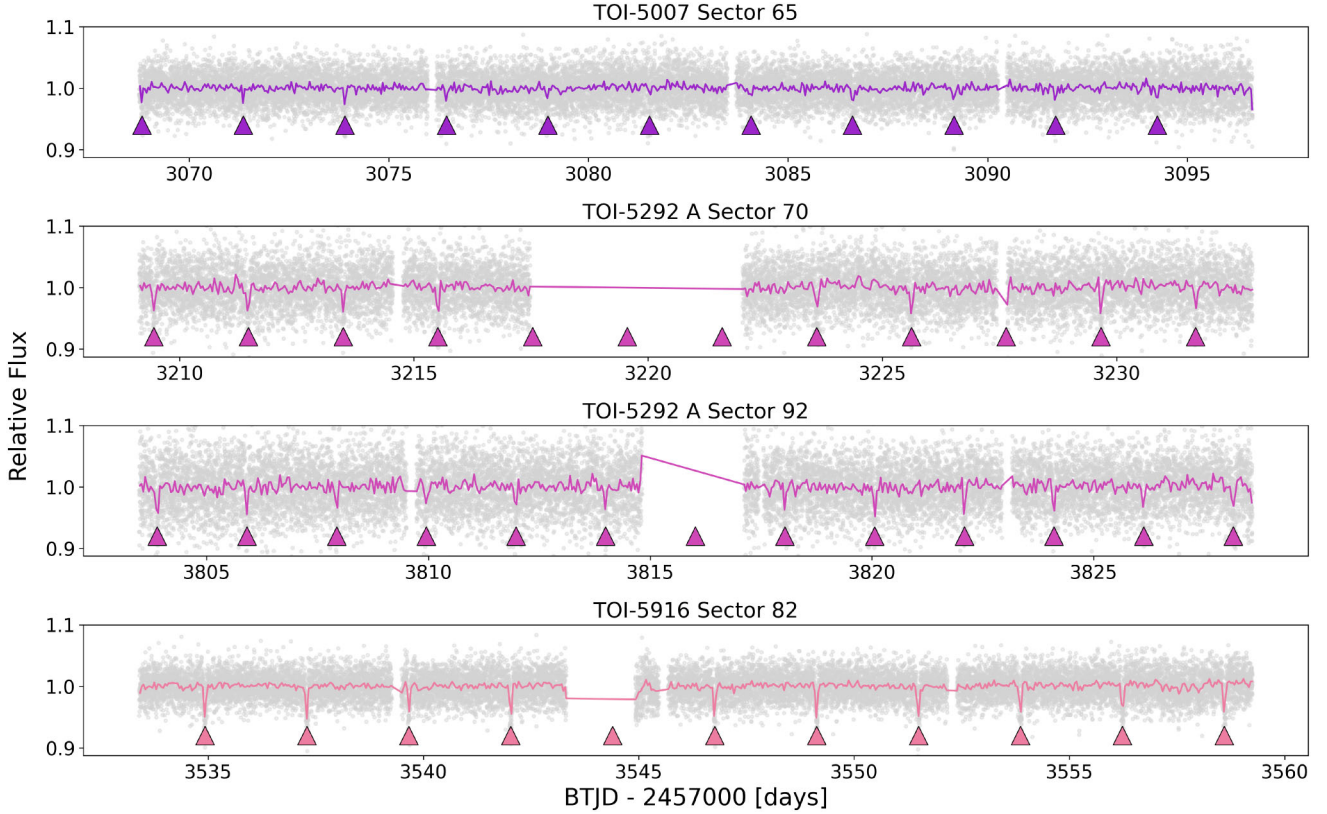 TOI-5007 Sector 65
1.1
1.0
0.9
3070 3075 3080 3085 3090 3095
TOI-5292 A Sector 70
1.1
1.0
0.9
3210 3215 3220 3225 3230
TOI-5292 A Sector 92
1.1
1.0
0.9
3805 3810 3815 3820 3825
TOI-5916 Sector 82
1.1
1.0
0.9
3535 3540 3545 3550 3555 3560
Relative Flux
BTJD - 2457000 [days]